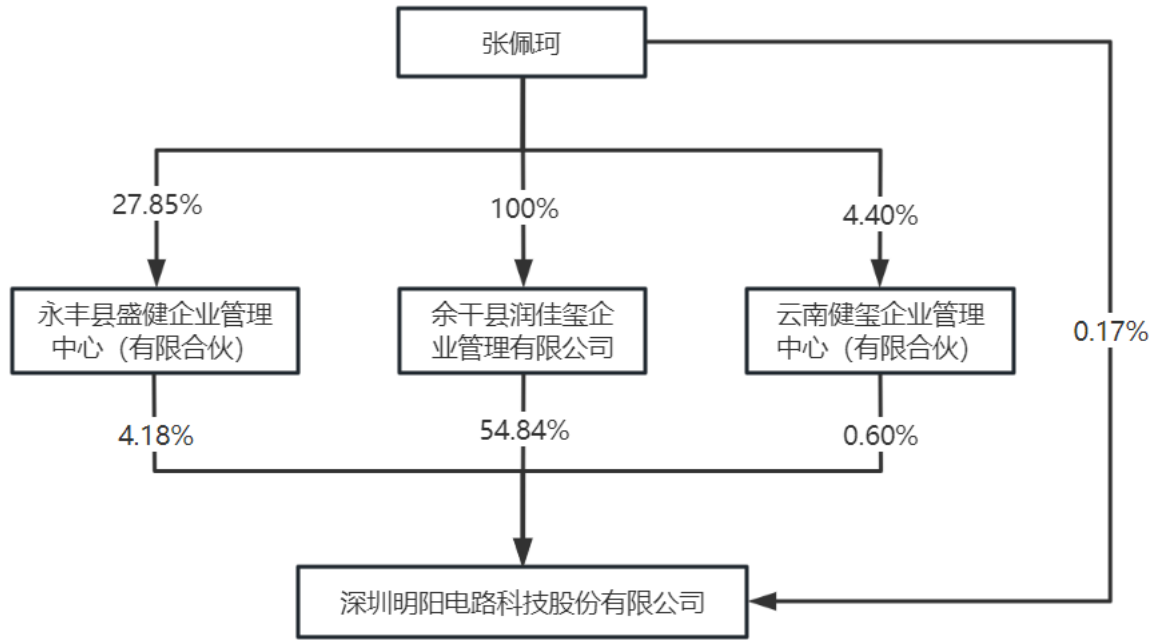 张佩珂
27.85%
100%
4.40%
永丰县盛健企业管理
中心（有限合伙）
余干县润佳玺企
业管理有限公司
云南健玺企业管理
中心（有限合伙）
0.17%
4.18%
54.84%
0.60%
深圳明阳电路科技股份有限公司